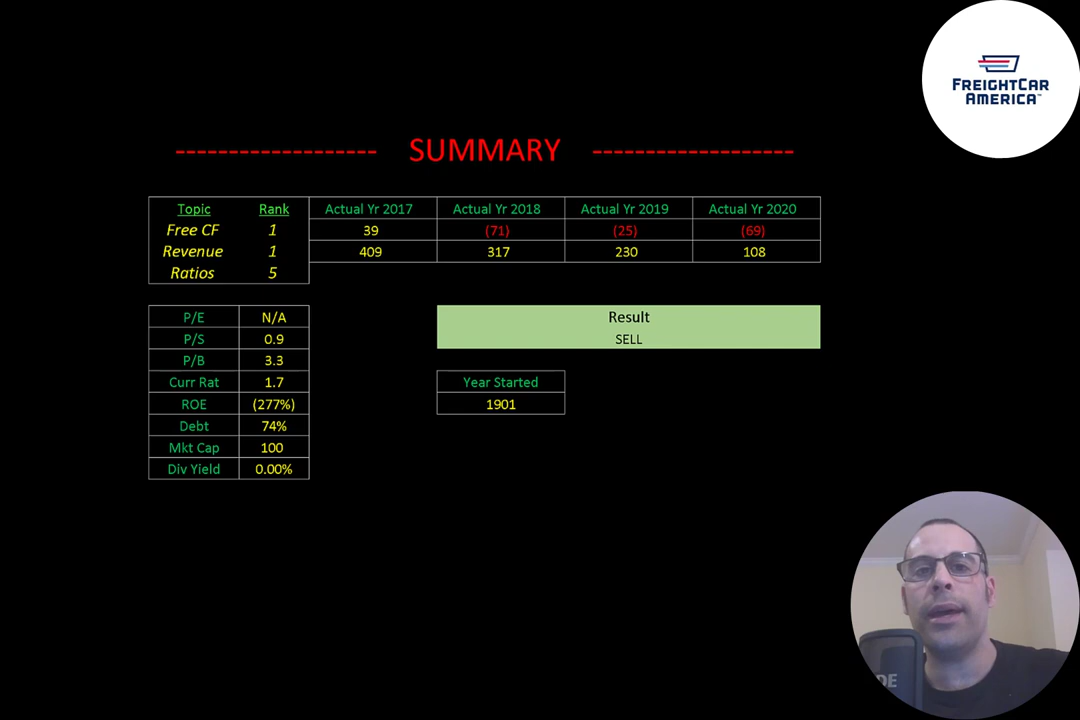 FREIGHTCAR
AMERICA™
------------------- SUMMARY -------------------
Topic Rank Actual Yr 2017 Actual Yr 2018 Actual Yr 2019 Actual Yr 2020
Free CF 1 39 (71) (25) (69)
Revenue 1 409 317 230 108
Ratios 5
P/E N/A
P/S 0.9
P/B 3.3
Curr Rat 1.7
ROE (277%)
Debt 74%
Mkt Cap 100
Div Yield 0.00%
Result
SELL
Year Started
1901
DE